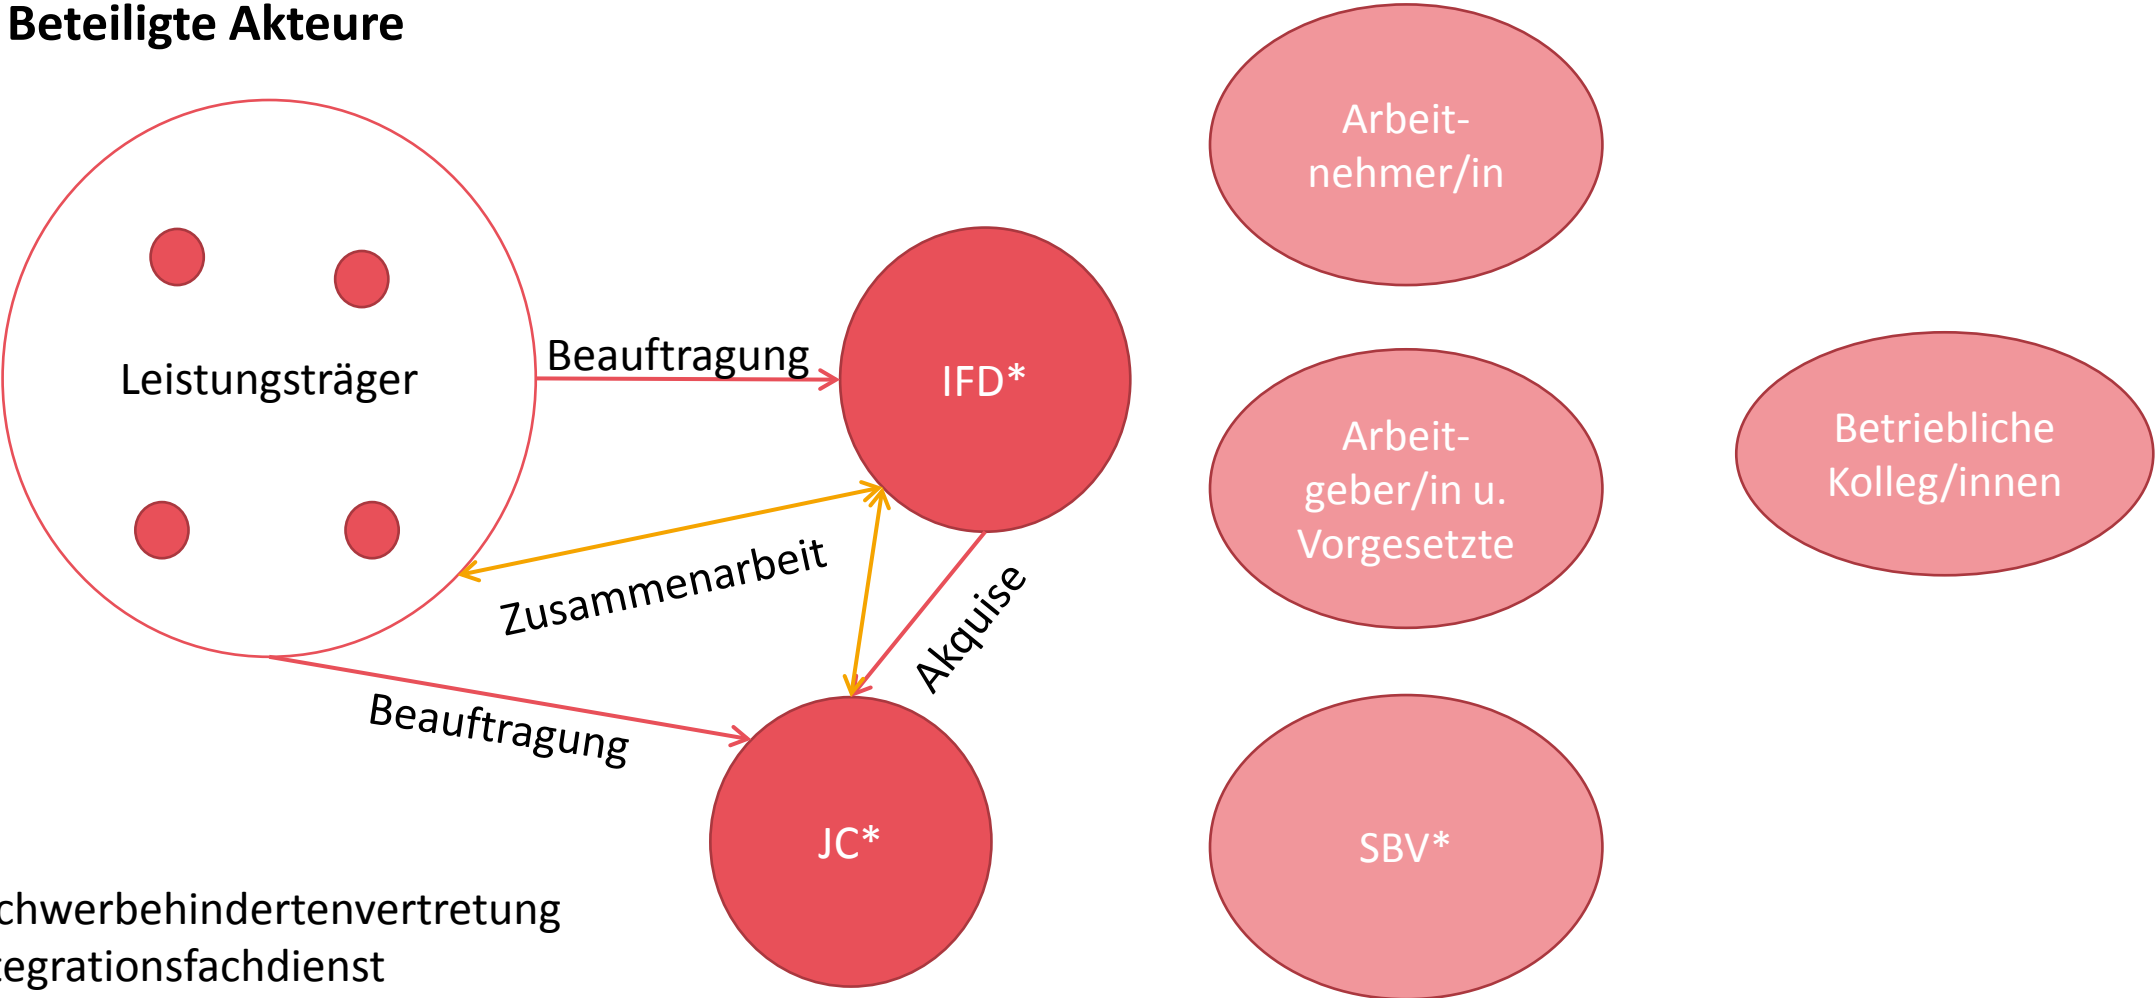 Beteiligte Akteure
Arbeit-
nehmer/in
Leistungsträger
Beauftragung
IFD*
Arbeit-
geber/in u.
Vorgesetzte
Betriebliche
Kolleg/innen
Zusammenarbeit
Akquise
Beauftragung
JC*
SBV*
chwerbehindertenvertretung
tegrationsfachdienst